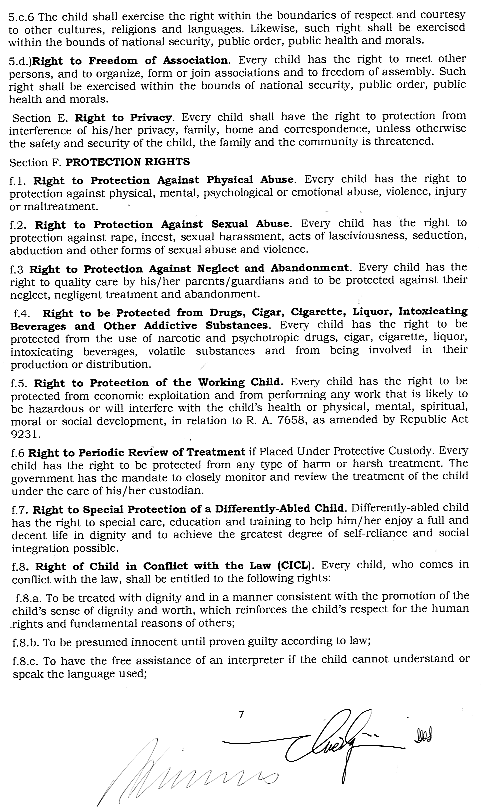 5.c.6 The child shall exercise the right within the boundaries of respect and courtesy
to other cultures, religions and languages. Likewise, such right shall be exercised
within the bounds of national security, public order, public health and morals.
5.d.)Right to Freedom of Association. Every child has the right to meet other
persons, and to organize, form or join associations and to freedom of assembly. Such
right shall be exercised within the bounds of national security, public order, public
health and morals.
Section E. Right to Privacy. Every child shall have the right to protection from
interference of his/her privacy, family, home and correspondence, unless otherwise
the safety and security of the child, the family and the community is threatened.
Section F. PROTECTION RIGHTS
f.1. Right to Protection Against Physical Abuse. Every child has the right to
protection against physical, mental, psychological or emotional abuse, violence, injury
or maltreatment.
f.2. Right to Protection Against Sexual Abuse. Every child has the right to
protection against rape, incest, sexual harassment, acts of lasciviousness, seduction,
abduction and other forms of sexual abuse and violence.
f.3 Right to Protection Against Neglect and Abandonment. Every child has the
right to quality care by his/her parents/guardians and to be protected against their
neglect, negligent treatment and abandonment.
f.4. Right to be Protected from Drugs, Cigar, Cigarette, Liquor, Intoxicating
Beverages and Other Addictive Substances. Every child has the right to be
protected from the use of narcotic and psychotropic drugs, cigar, cigarette, liquor,
intoxicating beverages, volatile substances and from being involved in their
production or distribution.
f.5. Right to Protection of the Working Child. Every child has the right to be
protected from economic exploitation and from performing any work that is likely to
be hazardous or will interfere with the child's health or physical, mental, spiritual,
moral or social development, in relation to R. A. 7658, as amended by Republic Act
9231.
f.6 Right to Periodic Review of Treatment if Placed Under Protective Custody. Every
child has the right to be protected from any type of harm or harsh treatment. The
government has the mandate to closely monitor and review the treatment of the child
under the care of his/her custodian.
f.7. Right to Special Protection of a Differently-Abled Child. Differently-abled child
has the right to special care, education and training to help him/her enjoy a full and
decent life in dignity and to achieve the greatest degree of self-reliance and social
integration possible.
f.8. Right of Child in Conflict with the Law (CICL). Every child, who comes in
conflict with the law, shall be entitled to the following rights:
f.8.a. To be treated with dignity and in a manner consistent with the promotion of the
child's sense of dignity and worth, which reinforces the child's respect for the human
rights and fundamental reasons of others;
f.8.b. To be presumed innocent until proven guilty according to law;
f.8.c. To have the free assistance of an interpreter if the child cannot understand or
speak the language used;
7